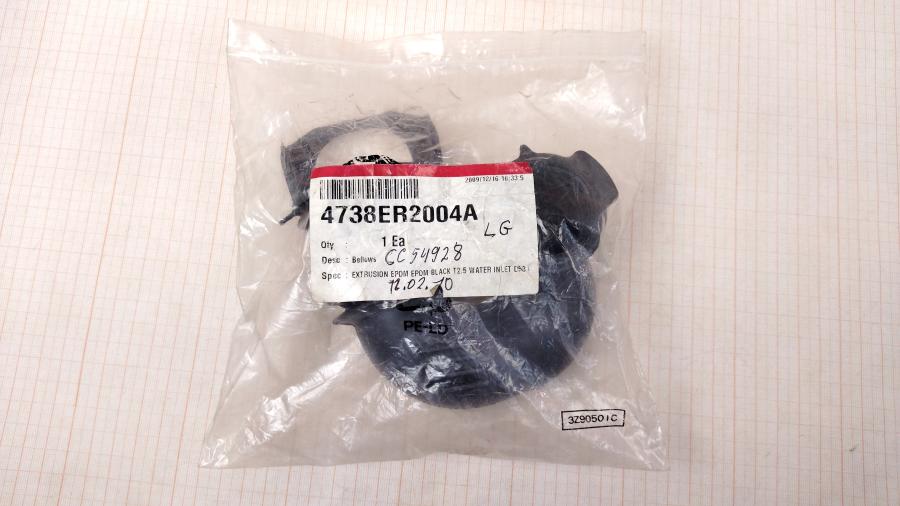 2009/12/16 16:33:5
4738ER2004A
LG
Qty : 1 Ea
Desc : Bellows CC54928
Spec : EXTRUSION EPDM EPDM BLACK T2.5 WATER INLET
12.02.10
PE-LD
3Z90501C